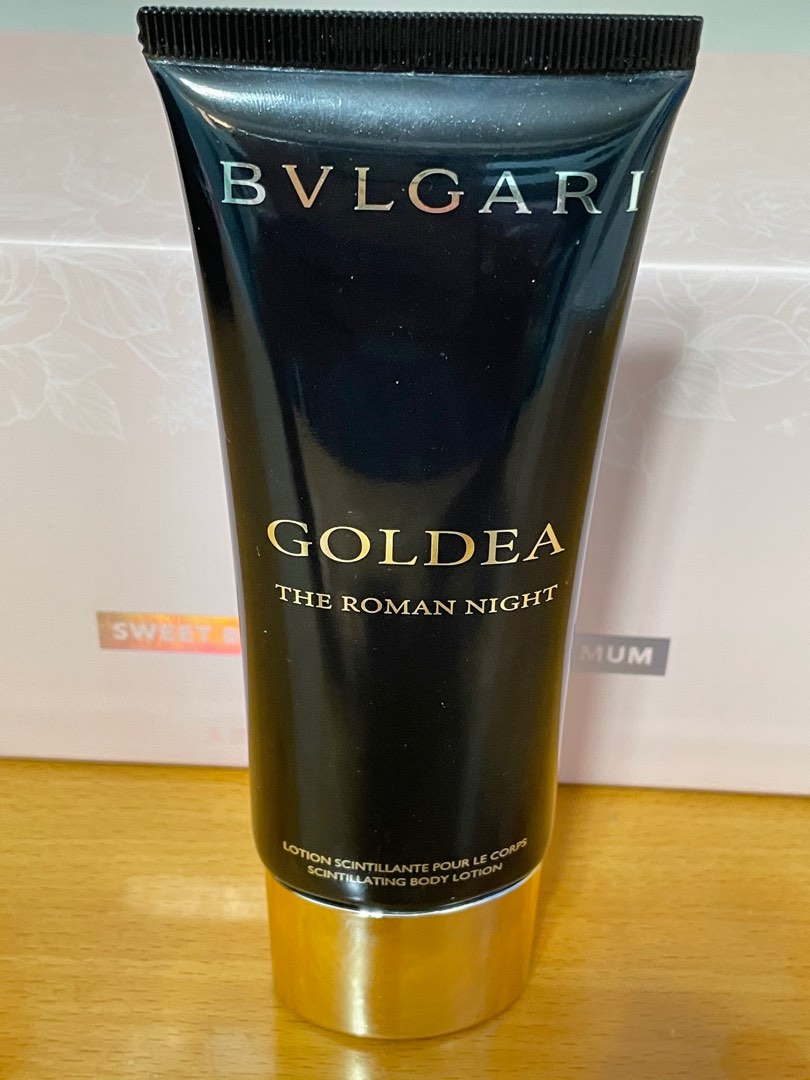 BVLGARI
GOLDEA
THE ROMAN NIGHT
SWEET
MUM
LOTION SCINTILLANTE POUR LE CORPS
SCINTILLATING BODY LOTION